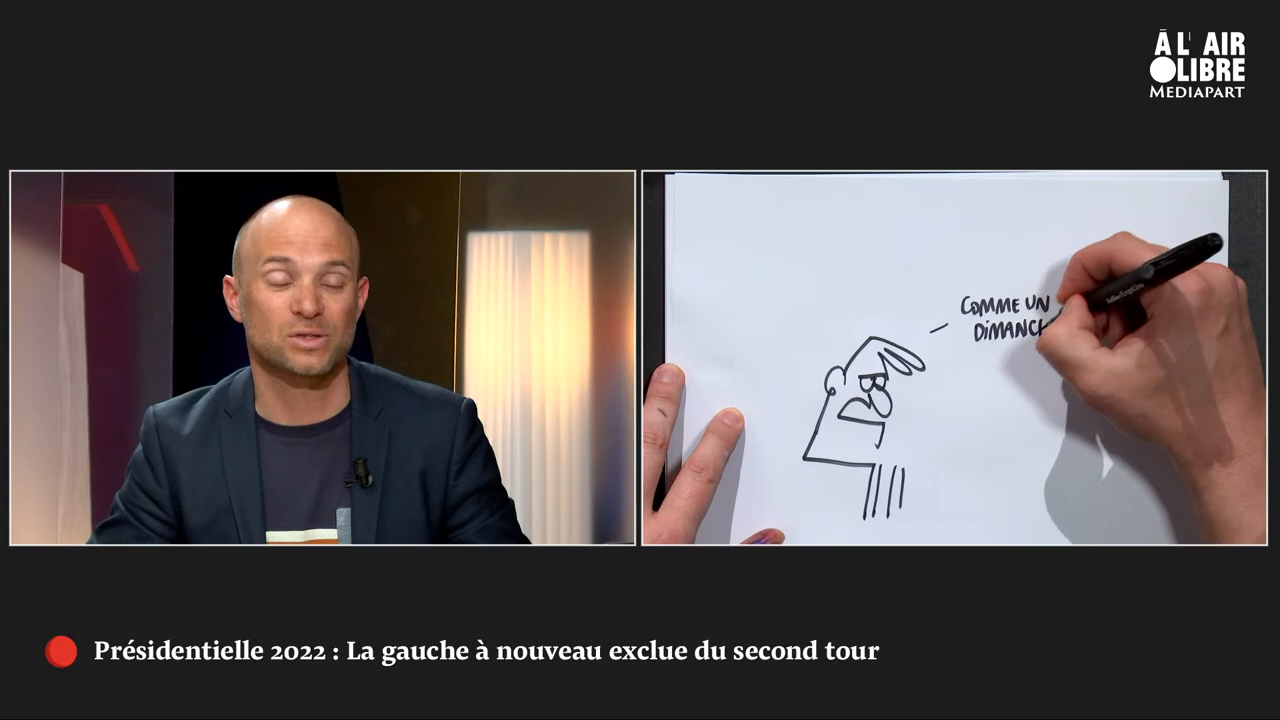 À L' AIR
LIBRE
MEDIAPART
COMME UN
DIMANCH
Présidentielle 2022 : La gauche à nouveau exclue du second tour